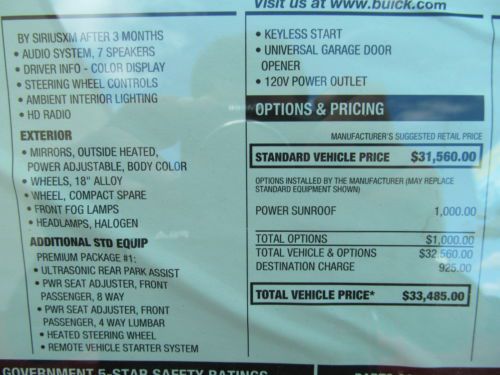 BY SIRIUSXM AFTER 3 MONTHS
• AUDIO SYSTEM, 7 SPEAKERS
• DRIVER INFO - COLOR DISPLAY
• STEERING WHEEL CONTROLS
• AMBIENT INTERIOR LIGHTING
• HD RADIO
EXTERIOR
• MIRRORS, OUTSIDE HEATED,
POWER ADJUSTABLE, BODY COLOR
• WHEELS, 18" ALLOY
• WHEEL, COMPACT SPARE
• FRONT FOG LAMPS
• HEADLAMPS, HALOGEN
ADDITIONAL STD EQUIP
PREMIUM PACKAGE #1:
• ULTRASONIC REAR PARK ASSIST
• PWR SEAT ADJUSTER, FRONT
PASSENGER, 8 WAY
• PWR SEAT ADJUSTER, FRONT
PASSENGER, 4 WAY LUMBAR
• HEATED STEERING WHEEL
• REMOTE VEHICLE STARTER SYSTEM
GOVERNMENT 5-STAR SAFETY RATINGS
Visit us at www.buick.com
• KEYLESS START
• UNIVERSAL GARAGE DOOR
OPENER
• 120V POWER OUTLET
OPTIONS & PRICING
MANUFACTURER'S SUGGESTED RETAIL PRICE
STANDARD VEHICLE PRICE $31,560.00
OPTIONS INSTALLED BY THE MANUFACTURER (MAY REPLACE
STANDARD EQUIPMENT SHOWN)
POWER SUNROOF 1,000.00
TOTAL OPTIONS $1,000.00
TOTAL VEHICLE & OPTIONS $32,560.00
DESTINATION CHARGE 925.00
TOTAL VEHICLE PRICE* $33,485.00